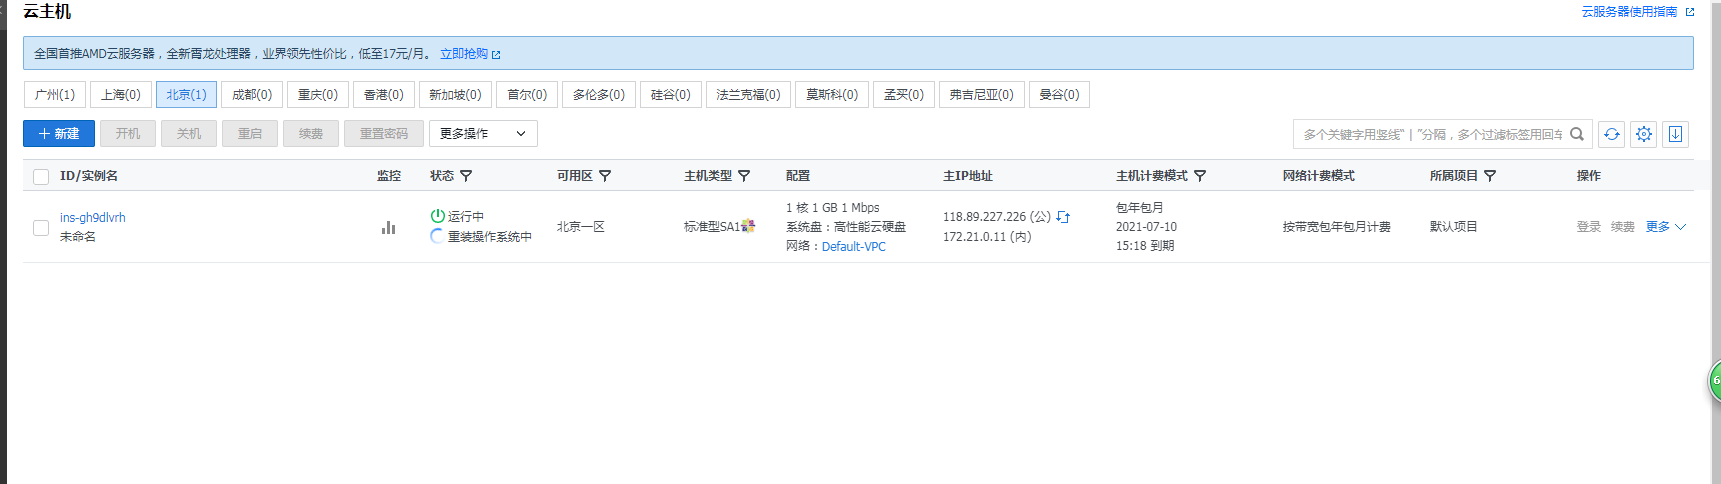 云主机
云服务器使用指南
全国首推AMD云服务器，全新霄龙处理器，业界领先性价比，低至17元/月。 立即抢购
广州(1) 上海(0) 北京(1) 成都(0) 重庆(0) 香港(0) 新加坡(0) 首尔(0) 多伦多(0) 硅谷(0) 法兰克福(0) 莫斯科(0) 孟买(0) 弗吉尼亚(0) 曼谷(0)
+ 新建 开机 关机 重启 续费 重置密码 更多操作
多个关键字用竖线“|”分隔，多个过滤标签用回车
ID/实例名 监控 状态 可用区 主机类型 配置 主IP地址 主机计费模式 网络计费模式 所属项目 操作
ins-gh9dlvrh
未命名
运行中
重装操作系统中
北京一区
标准型SA1
1 核 1 GB 1 Mbps
系统盘：高性能云硬盘
网络：Default-VPC
118.89.227.226 (公)
172.21.0.11 (内)
包年包月
2021-07-10
15:18 到期
按带宽包年包月计费
默认项目
登录 续费 更多
6